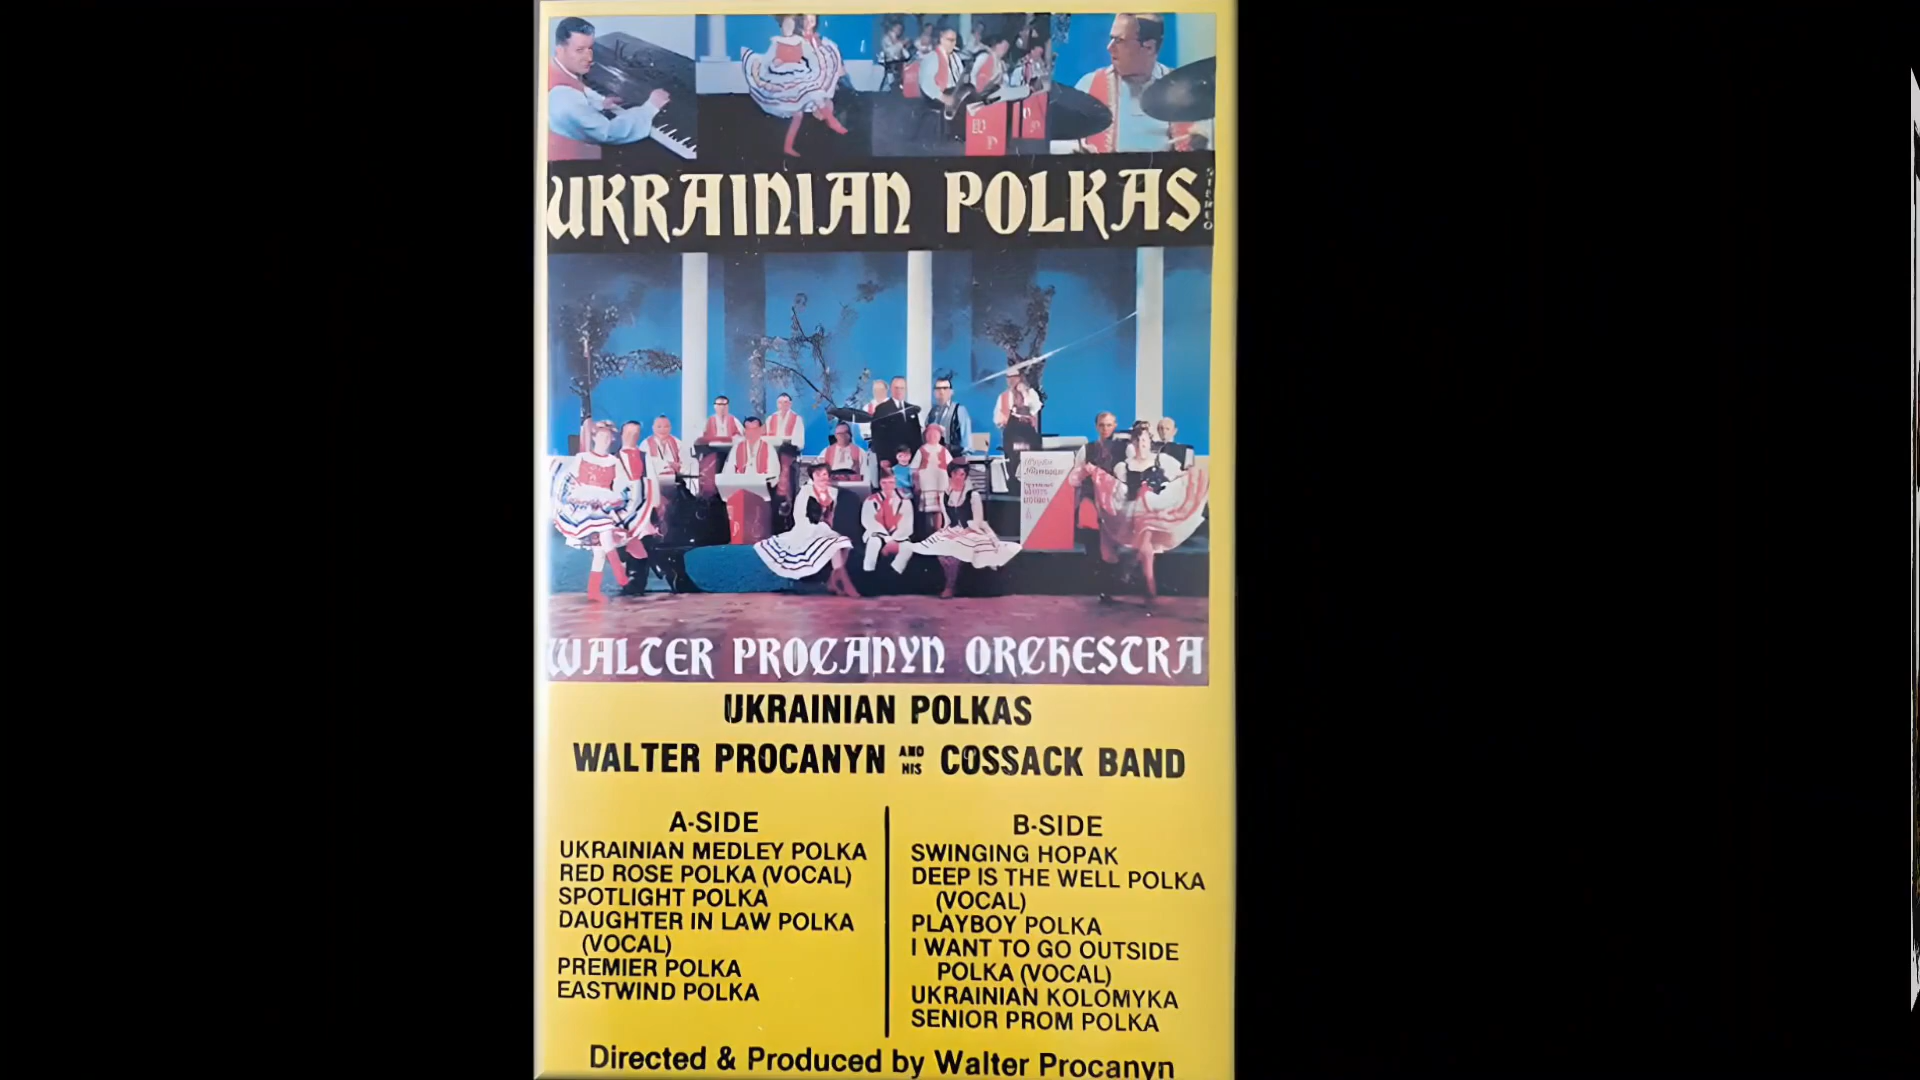 UKRAINIAN POLKAS
STEREO
WALTER PROCANYN ORCHESTRA
UKRAINIAN POLKAS
WALTER PROCANYN AND HIS COSSACK BAND
A-SIDE
UKRAINIAN MEDLEY POLKA
RED ROSE POLKA (VOCAL)
SPOTLIGHT POLKA
DAUGHTER IN LAW POLKA
(VOCAL)
PREMIER POLKA
EASTWIND POLKA
B-SIDE
SWINGING HOPAK
DEEP IS THE WELL POLKA
(VOCAL)
PLAYBOY POLKA
I WANT TO GO OUTSIDE
POLKA (VOCAL)
UKRAINIAN KOLOMYKA
SENIOR PROM POLKA
Directed & Produced by Walter Procanyn